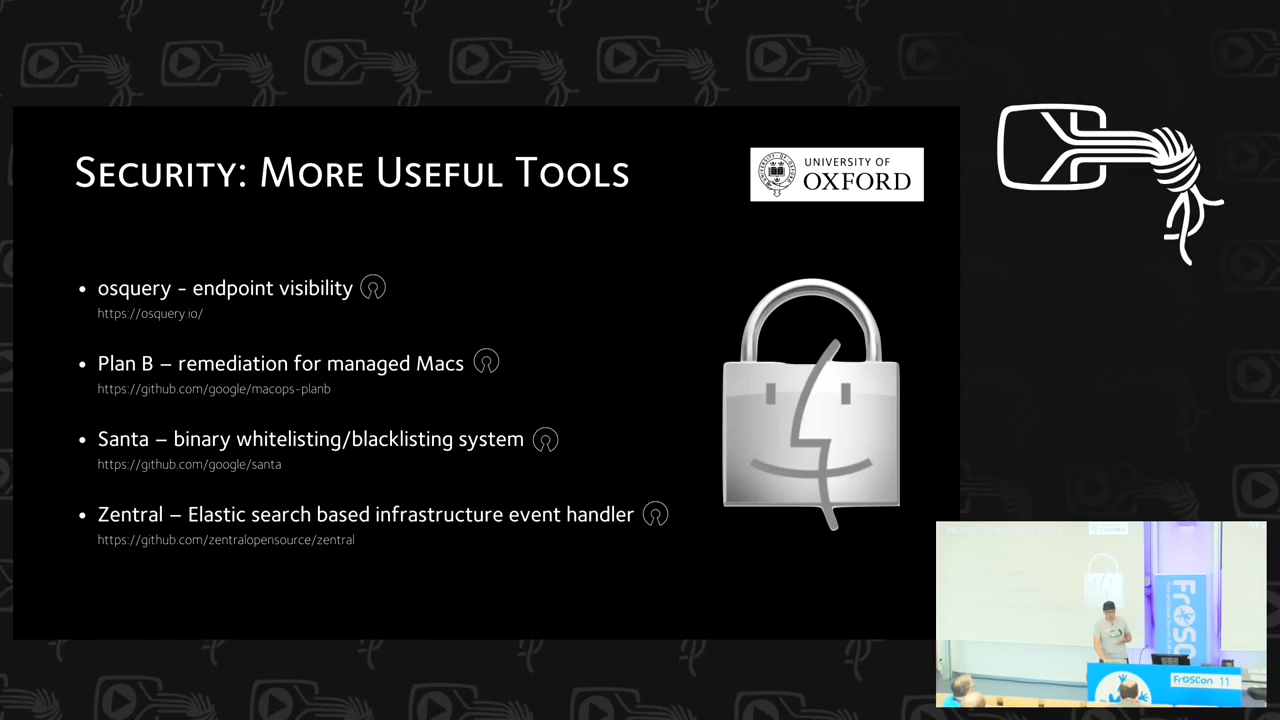 Security: More Useful Tools
UNIVERSITY OF
OXFORD
• osquery - endpoint visibility
https://osquery.io/
• Plan B – remediation for managed Macs
https://github.com/google/macops-planb
• Santa – binary whitelisting/blacklisting system
https://github.com/google/santa
• Zentral – Elastic search based infrastructure event handler
https://github.com/zentralopensource/zentral
FrOSC
FrOSCon 11